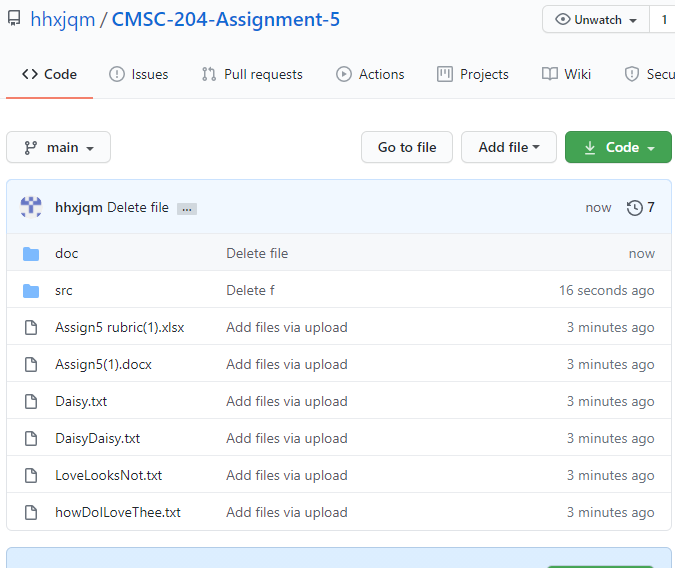 hhxjqm / CMSC-204-Assignment-5 Unwatch 1
Code Issues Pull requests Actions Projects Wiki Secu
main Go to file Add file Code
hhxjqm Delete file ... now 7
doc Delete file now
src Delete f 16 seconds ago
Assign5 rubric(1).xlsx Add files via upload 3 minutes ago
Assign5(1).docx Add files via upload 3 minutes ago
Daisy.txt Add files via upload 3 minutes ago
DaisyDaisy.txt Add files via upload 3 minutes ago
LoveLooksNot.txt Add files via upload 3 minutes ago
howDoILoveThee.txt Add files via upload 3 minutes ago